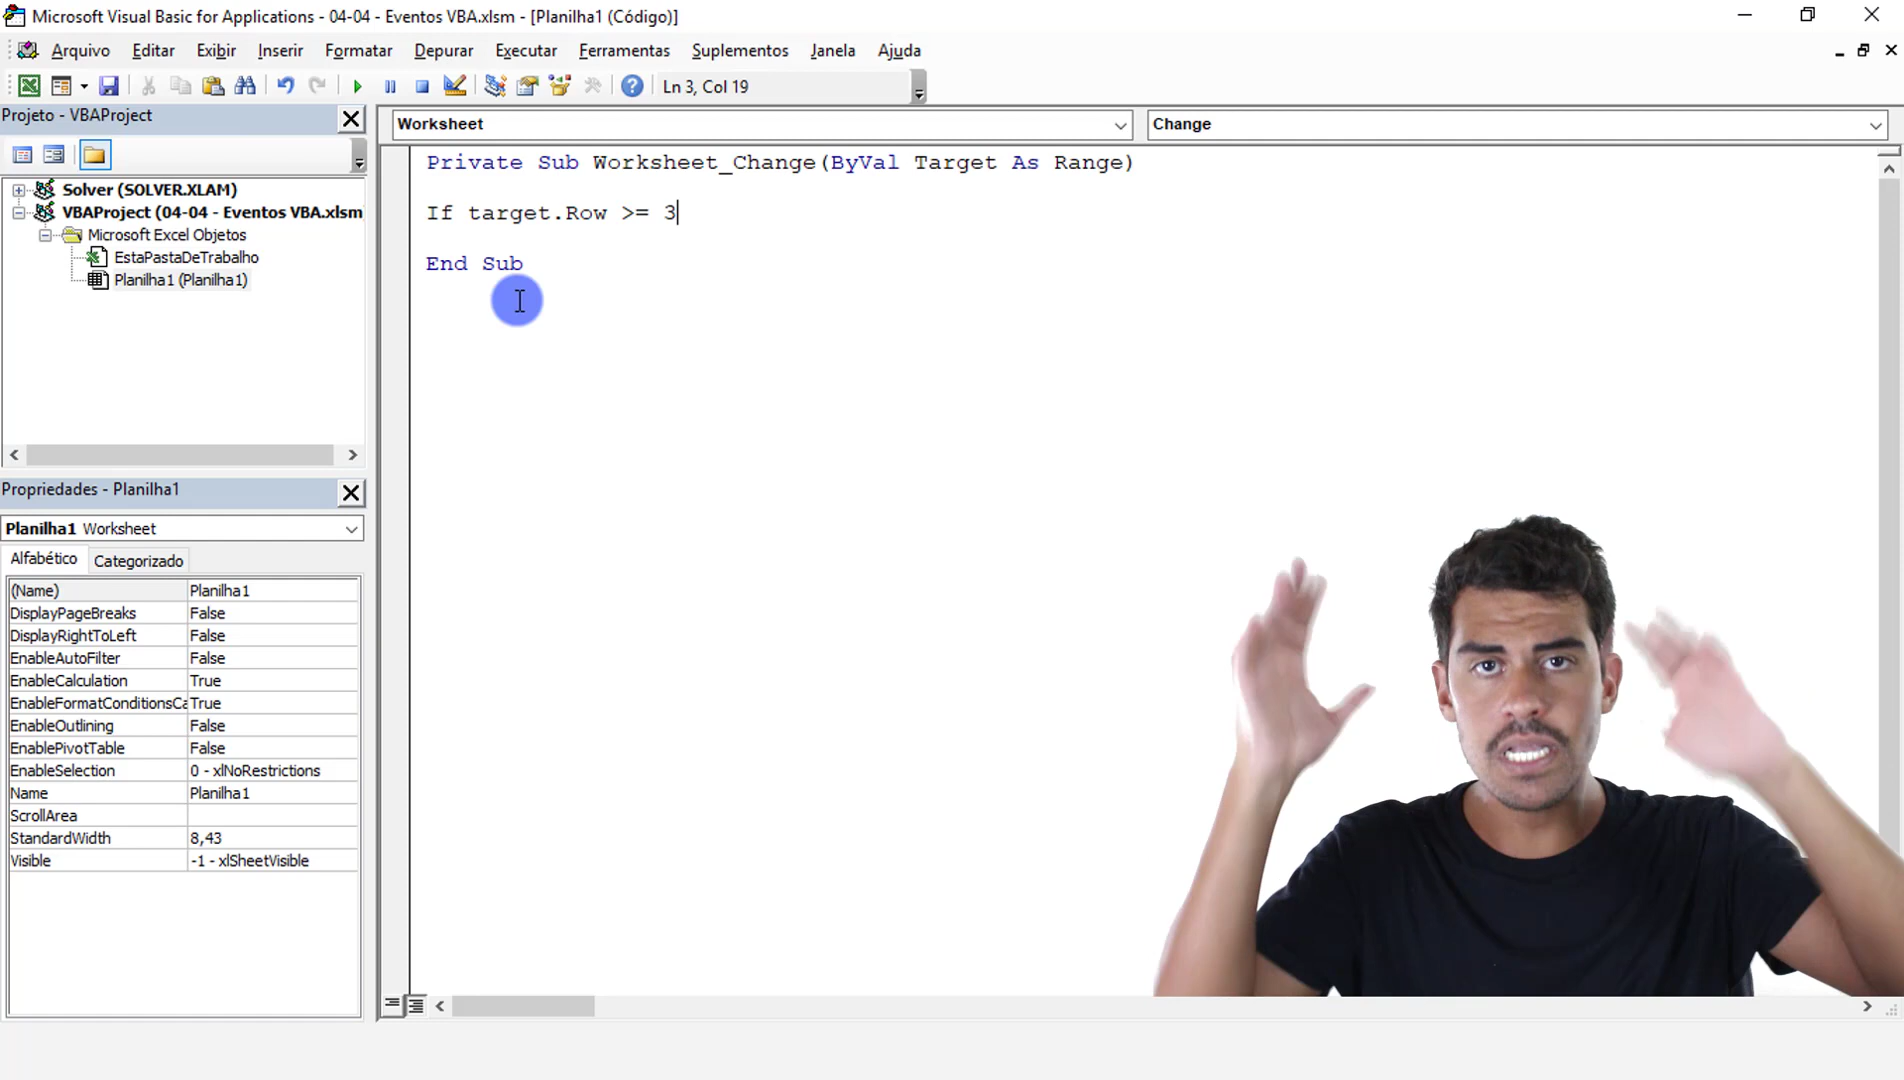 Microsoft Visual Basic for Applications - 04-04 - Eventos VBA.xlsm - [Planilha1 (Código)]
Arquivo Editar Exibir Inserir Formatar Depurar Executar Ferramentas Suplementos Janela Ajuda
Ln 3, Col 19
Projeto - VBAProject
Solver (SOLVER.XLAM)
VBAProject (04-04 - Eventos VBA.xlsm
Microsoft Excel Objetos
EstaPastaDeTrabalho
Planilha1 (Planilha1)
Propriedades - Planilha1
Planilha1 Worksheet
Alfabético Categorizado
(Name) Planilha1
DisplayPageBreaks False
DisplayRightToLeft False
EnableAutoFilter False
EnableCalculation True
EnableFormatConditionsCa True
EnableOutlining False
EnablePivotTable False
EnableSelection 0 - xlNoRestrictions
Name Planilha1
ScrollArea
StandardWidth 8,43
Visible -1 - xlSheetVisible
Worksheet Change
Private Sub Worksheet_Change(ByVal Target As Range)
If target.Row >= 3
End Sub